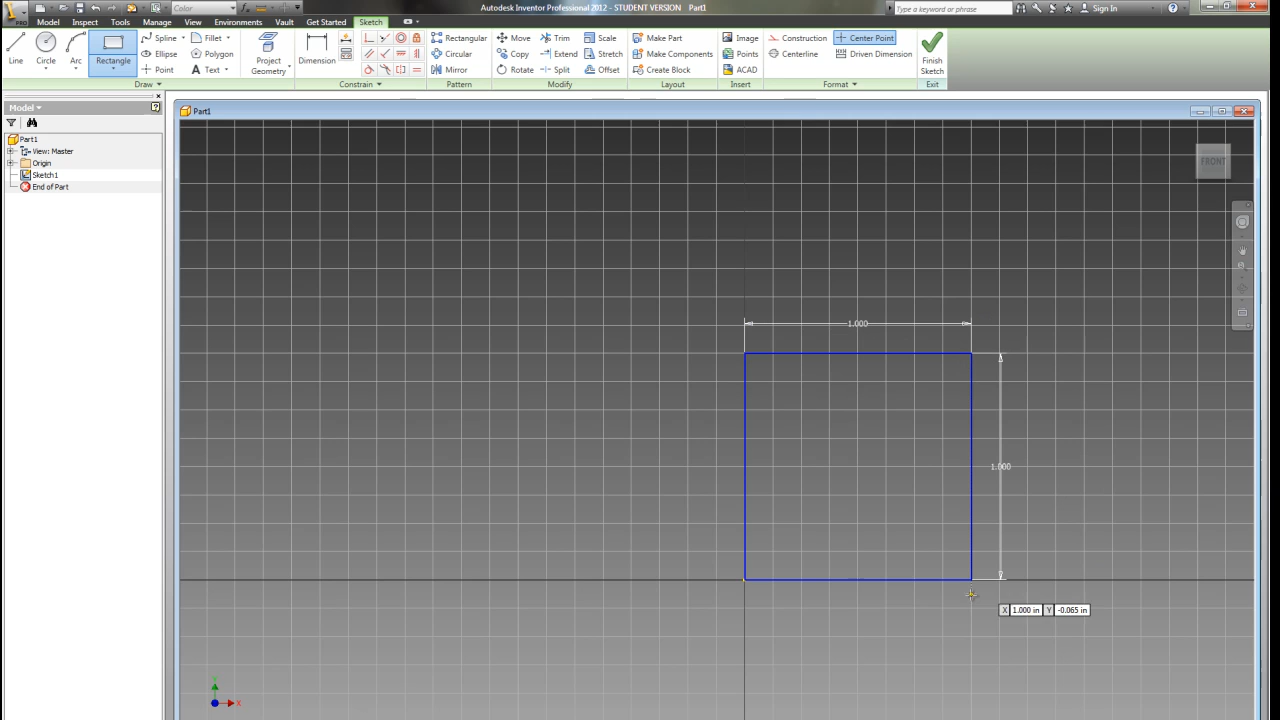 PRO
Color
Autodesk Inventor Professional 2012 - STUDENT VERSION Part1
Type a keyword or phrase
Sign In
Model Inspect Tools Manage View Environments Vault Get Started Sketch
Line
Circle
Arc
Rectangle
Spline
Ellipse
Point
Fillet
Polygon
Text
Project
Geometry
Dimension
Rectangular
Circular
Mirror
Move
Copy
Rotate
Trim
Extend
Split
Scale
Stretch
Offset
Make Part
Make Components
Create Block
Image
Points
ACAD
Construction
Centerline
Center Point
Driven Dimension
Finish
Sketch
Draw Constrain Pattern Modify Layout Insert Format Exit
Model
Part1
View: Master
Origin
Sketch1
End of Part
Part1
FRONT
1.000
1.000
X 1.000 in Y -0.065 in
Y
X